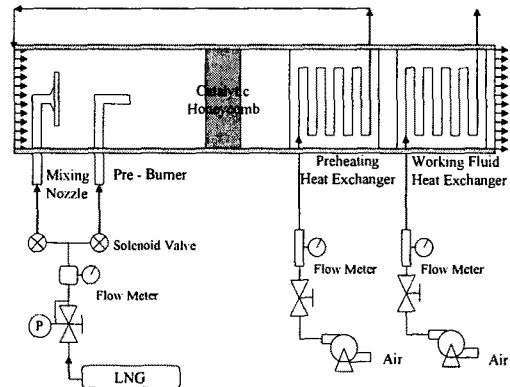 Catalytic
Honeycomb
Mixing
Nozzle
Pre - Burner
Preheating
Heat Exchanger
Working Fluid
Heat Exchanger
Solenoid Valve
Flow Meter
Flow Meter
Flow Meter
P
Air
Air
LNG